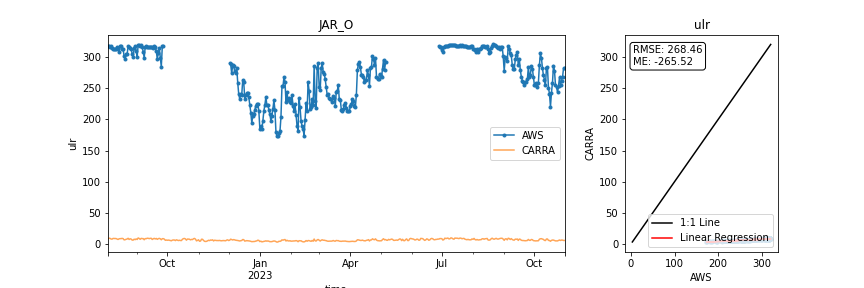 JAR_O
ulr
300
250
200
150
100
50
0
ulr
AWS
CARRA
Oct
Jan
2023
Apr
Jul
Oct
ulr
RMSE: 268.46
ME: -265.52
300
250
200
150
100
50
0
CARRA
1:1 Line
Linear Regression
0
100
200
300
AWS